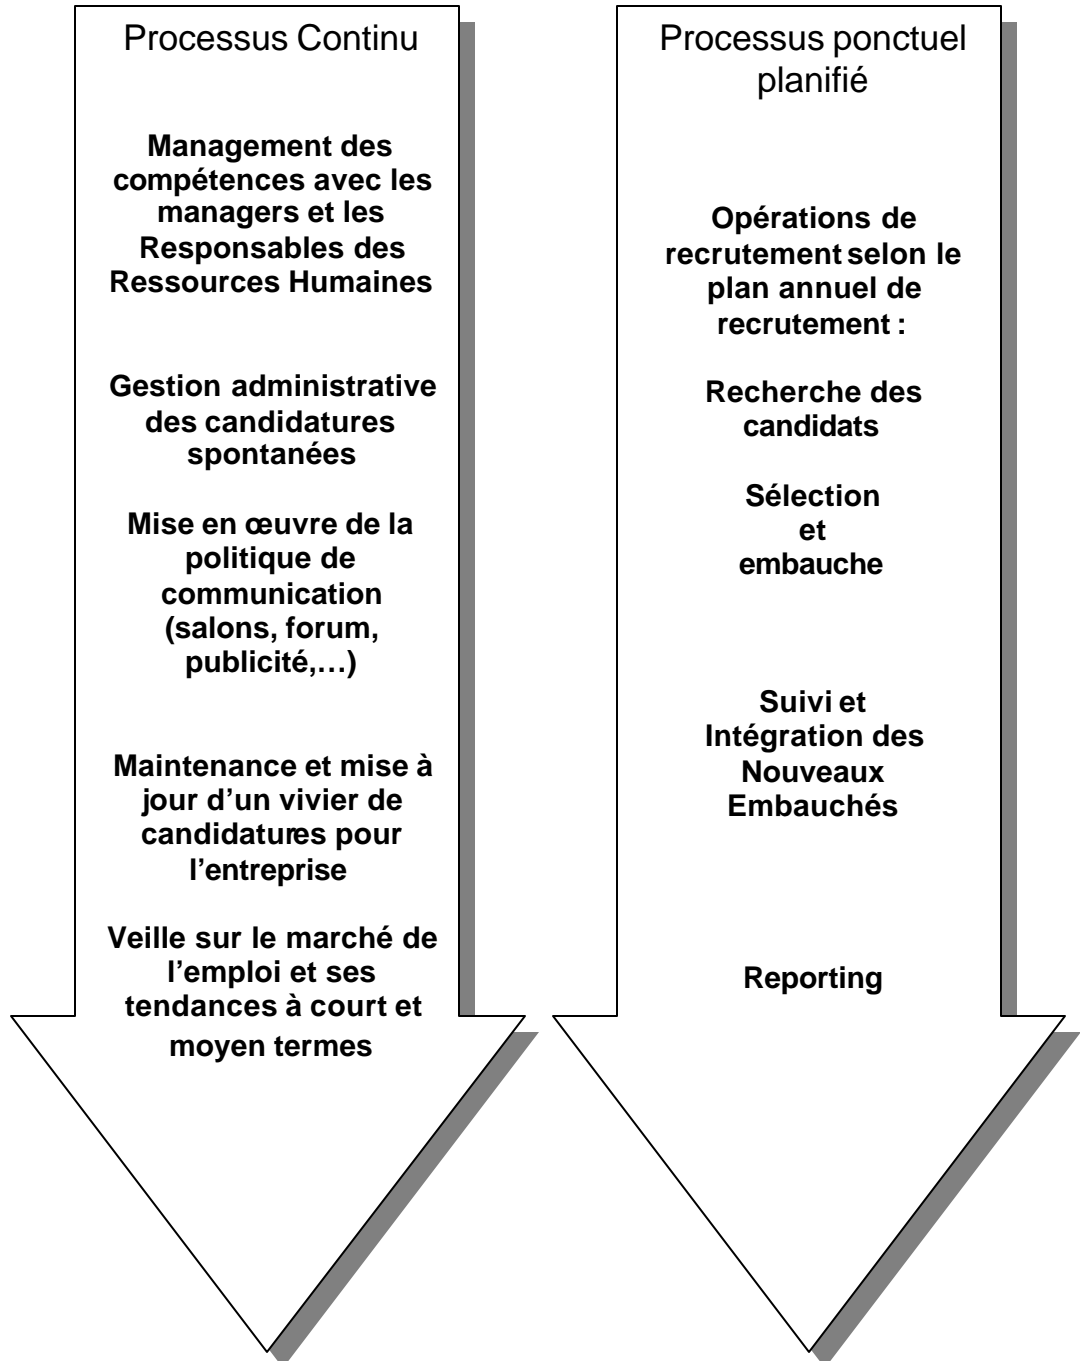 Processus Continu
Management des
compétences avec les
managers et les
Responsables des
Ressources Humaines
Gestion administrative
des candidatures
spontanées
Mise en œuvre de la
politique de
communication
(salons, forum,
publicité,…)
Maintenance et mise à
jour d’un vivier de
candidatures pour
l’entreprise
Veille sur le marché de
l’emploi et ses
tendances à court et
moyen termes
Processus ponctuel
planifié
Opérations de
recrutement selon le
plan annuel de
recrutement :
Recherche des
candidats
Sélection
et
embauche
Suivi et
Intégration des
Nouveaux
Embauchés
Reporting